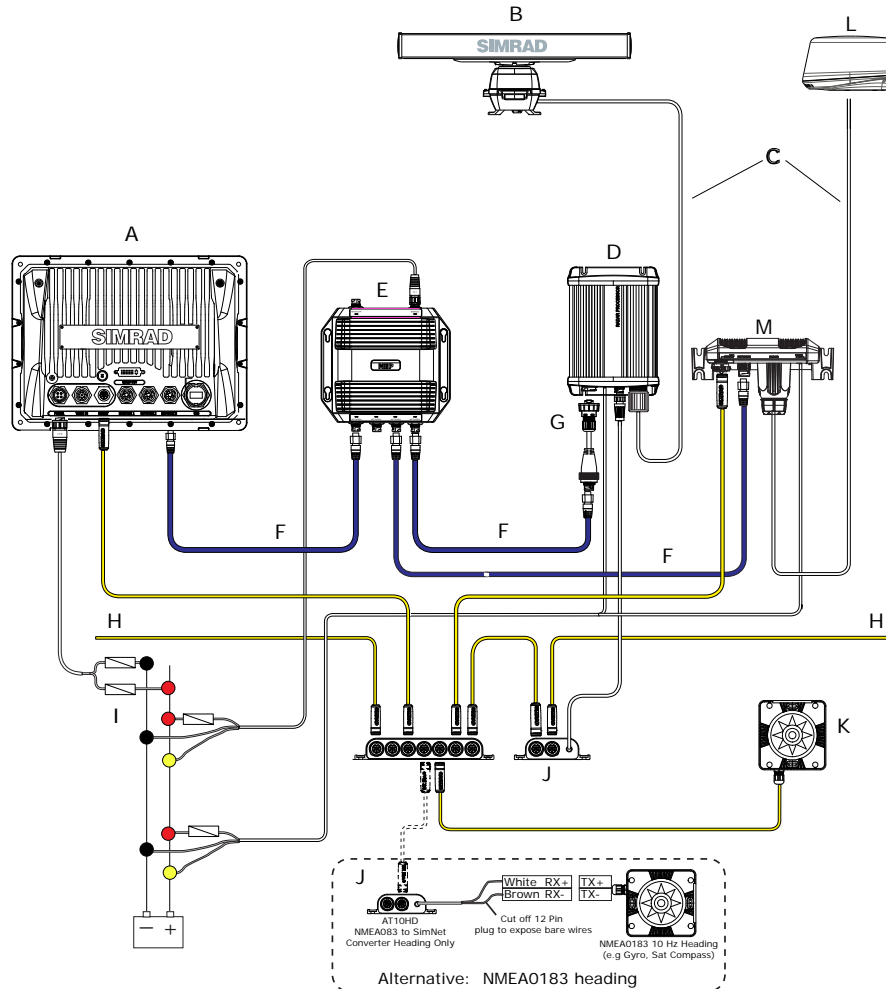 B
L
SIMRAD
C
A
D
E
SIMRAD
M
NEP
G
F
F
F
H
H
I
K
J
J
White RX+
TX+
Brown RX-
TX-
AT10HD
NMEA083 to SimNet
Converter Heading Only
Cut off 12 Pin
plug to expose bare wires
NMEA0183 10 Hz Heading
(e.g Gyro, Sat Compass)
− +
Alternative: NMEA0183 heading